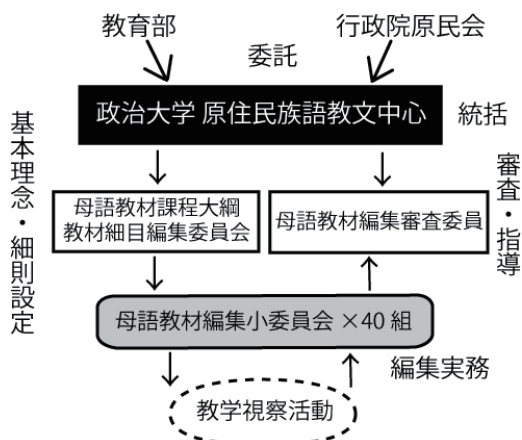 教育部
行政院原民会
委託
政治大学 原住民族語教文中心
統括
基本理念・細則設定
審査・指導
母語教材課程大綱
教材細目編集委員会
母語教材編集審査委員
母語教材編集小委員会 ×40 組
編集実務
教学視察活動